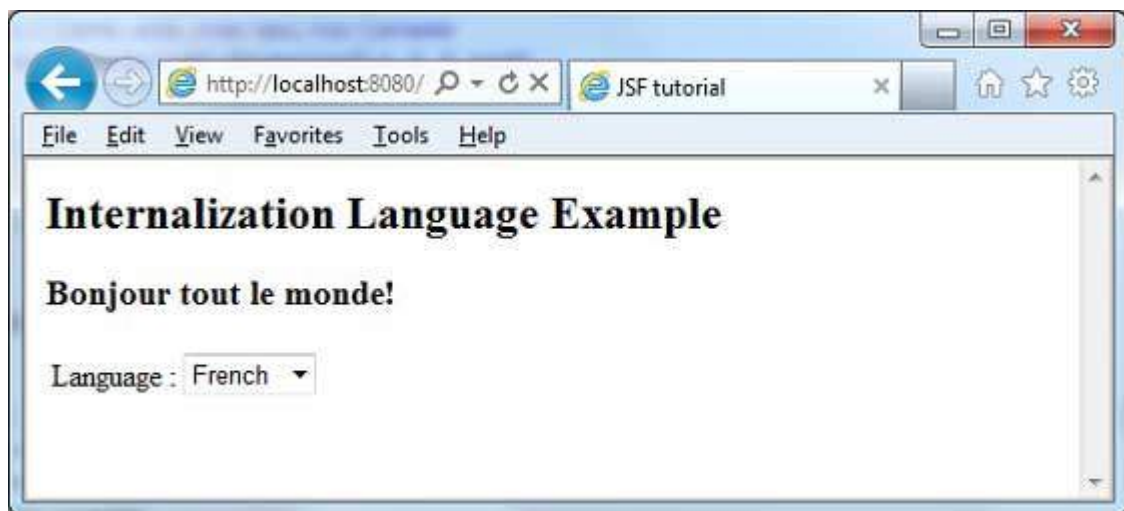 http://localhost:8080/ JSF tutorial
File Edit View Favorites Tools Help
Internalization Language Example
Bonjour tout le monde!
Language : French